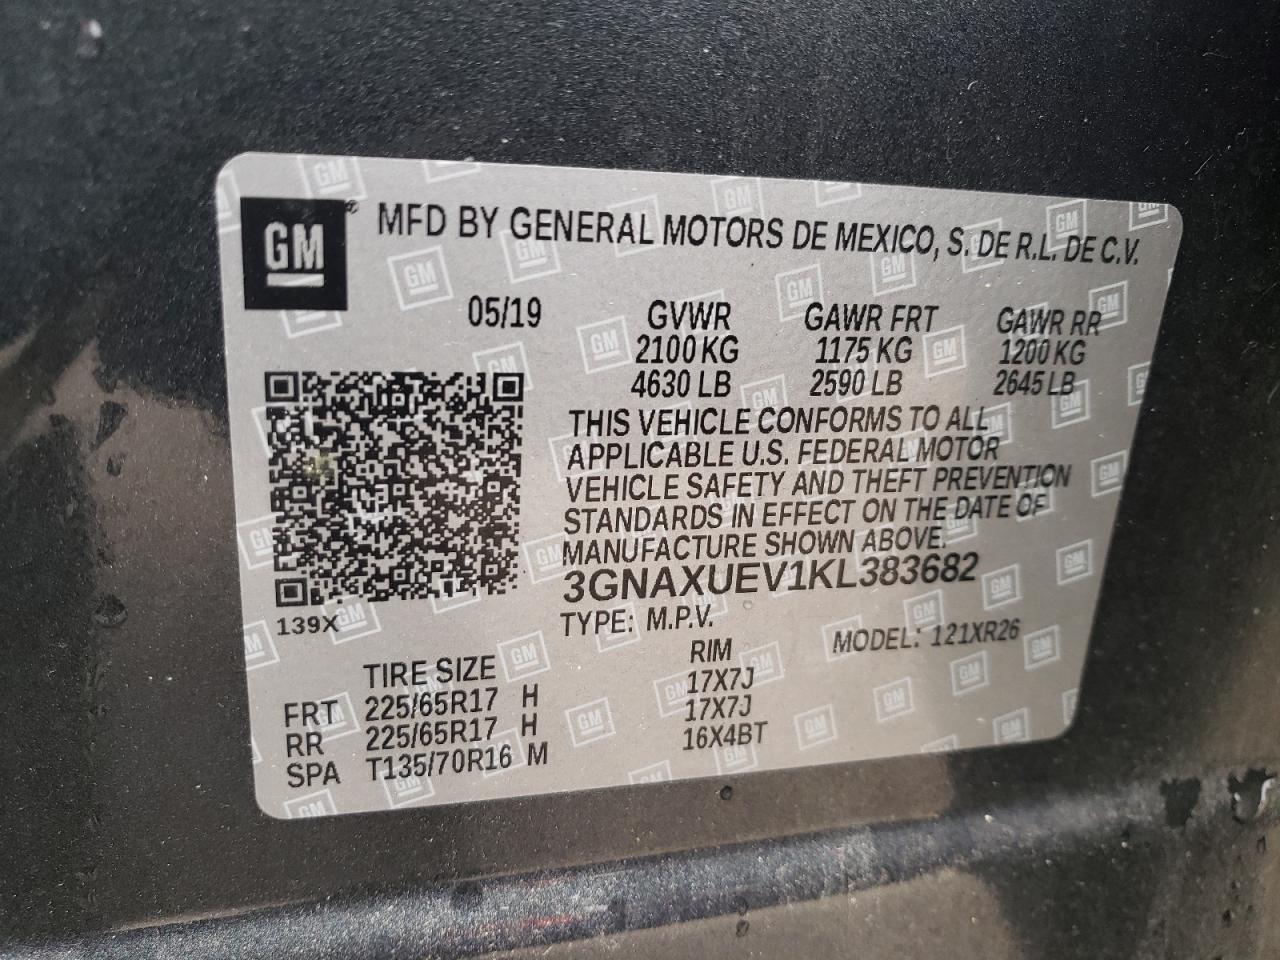 GM
MFD BY GENERAL MOTORS DE MEXICO, S. DE R.L. DE C.V.
05/19 GVWR GAWR FRT GAWR RR
2100 KG 1175 KG 1200 KG
4630 LB 2590 LB 2645 LB
THIS VEHICLE CONFORMS TO ALL
APPLICABLE U.S. FEDERAL MOTOR
VEHICLE SAFETY AND THEFT PREVENTION
STANDARDS IN EFFECT ON THE DATE OF
MANUFACTURE SHOWN ABOVE.
3GNAXUEV1KL383682
139X
TYPE: M.P.V. MODEL: 121XR26
TIRE SIZE RIM
FRT 225/65R17 H 17X7J
RR 225/65R17 H 17X7J
SPA T135/70R16 M 16X4BT